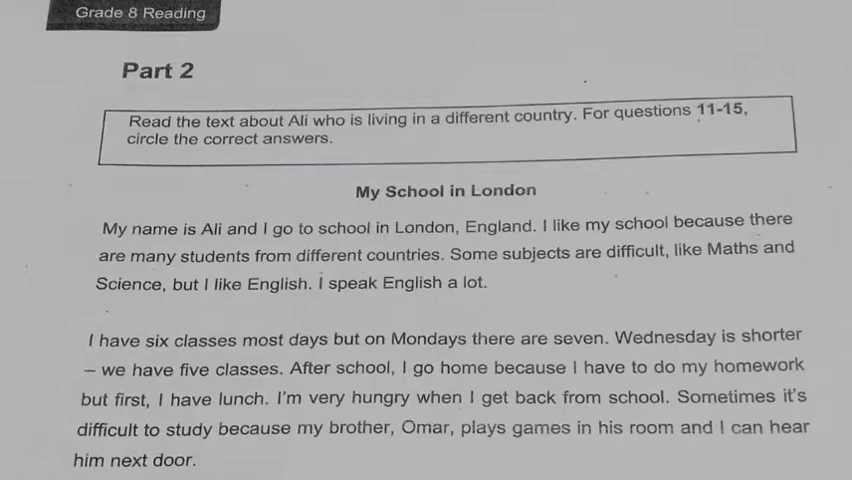 Grade 8 Reading
Part 2
Read the text about Ali who is living in a different country. For questions 11-15,
circle the correct answers.
My School in London
My name is Ali and I go to school in London, England. I like my school because there
are many students from different countries. Some subjects are difficult, like Maths and
Science, but I like English. I speak English a lot.
I have six classes most days but on Mondays there are seven. Wednesday is shorter
– we have five classes. After school, I go home because I have to do my homework
but first, I have lunch. I'm very hungry when I get back from school. Sometimes it's
difficult to study because my brother, Omar, plays games in his room and I can hear
him next door.